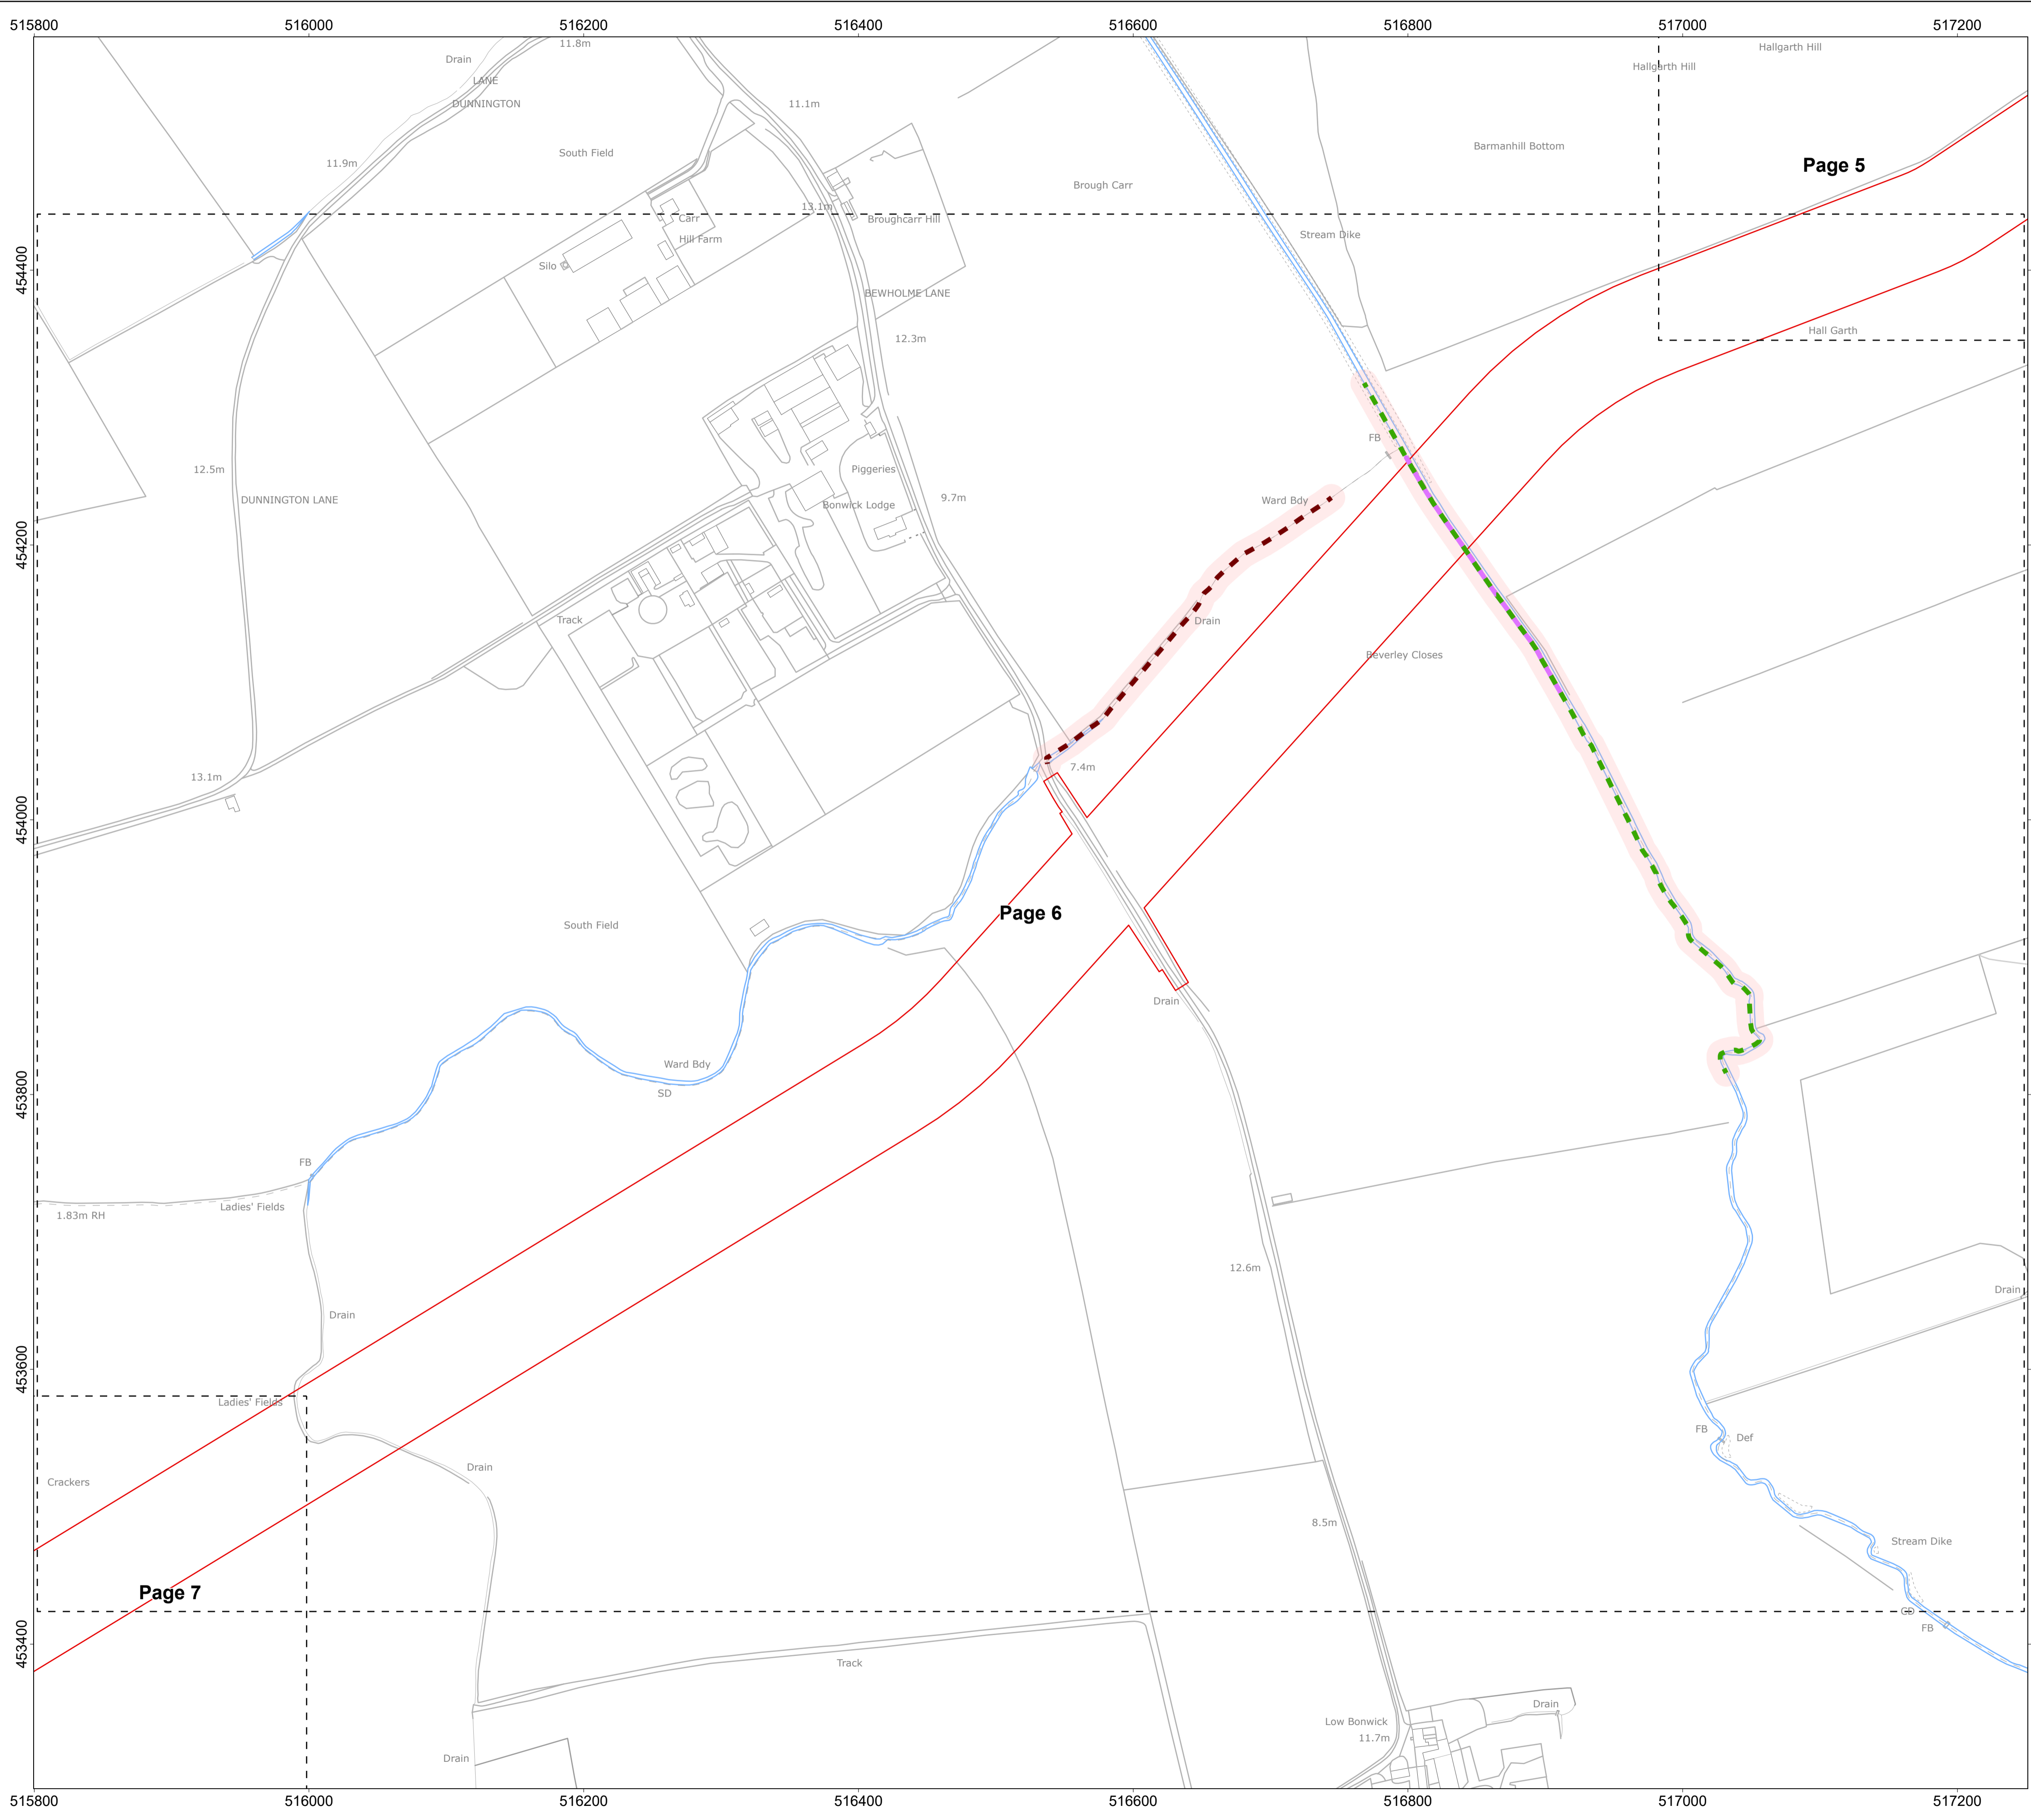 515800 516000 516200 516400 516600 516800 517000 517200
11.8m
Hallgarth Hill
Drain
Hallgarth Hill
LANE
DUNNINGTON
11.1m
Barmanhill Bottom
South Field
11.9m
Page 5
Brough Carr
13.1m
Carr
Broughcarr Hill
Stream Dike
Hill Farm
Silo
454400
BEWHOLME LANE
Hall Garth
12.3m
FB
12.5m
Piggeries
DUNNINGTON LANE
9.7m
Ward Bdy
Bonwick Lodge
454200
Track
Drain
Beverley Closes
7.4m
13.1m
454000
Page 6
South Field
Drain
Ward Bdy
SD
453800
FB
Ladies' Fields
1.83m RH
12.6m
Drain
Drain
453600
Ladies' Fields
FB
Def
Drain
Crackers
8.5m
Stream Dike
Page 7
CD
FB
453400
Track
Drain
Low Bonwick
11.7m
Drain
515800 516000 516200 516400 516600 516800 517000 517200